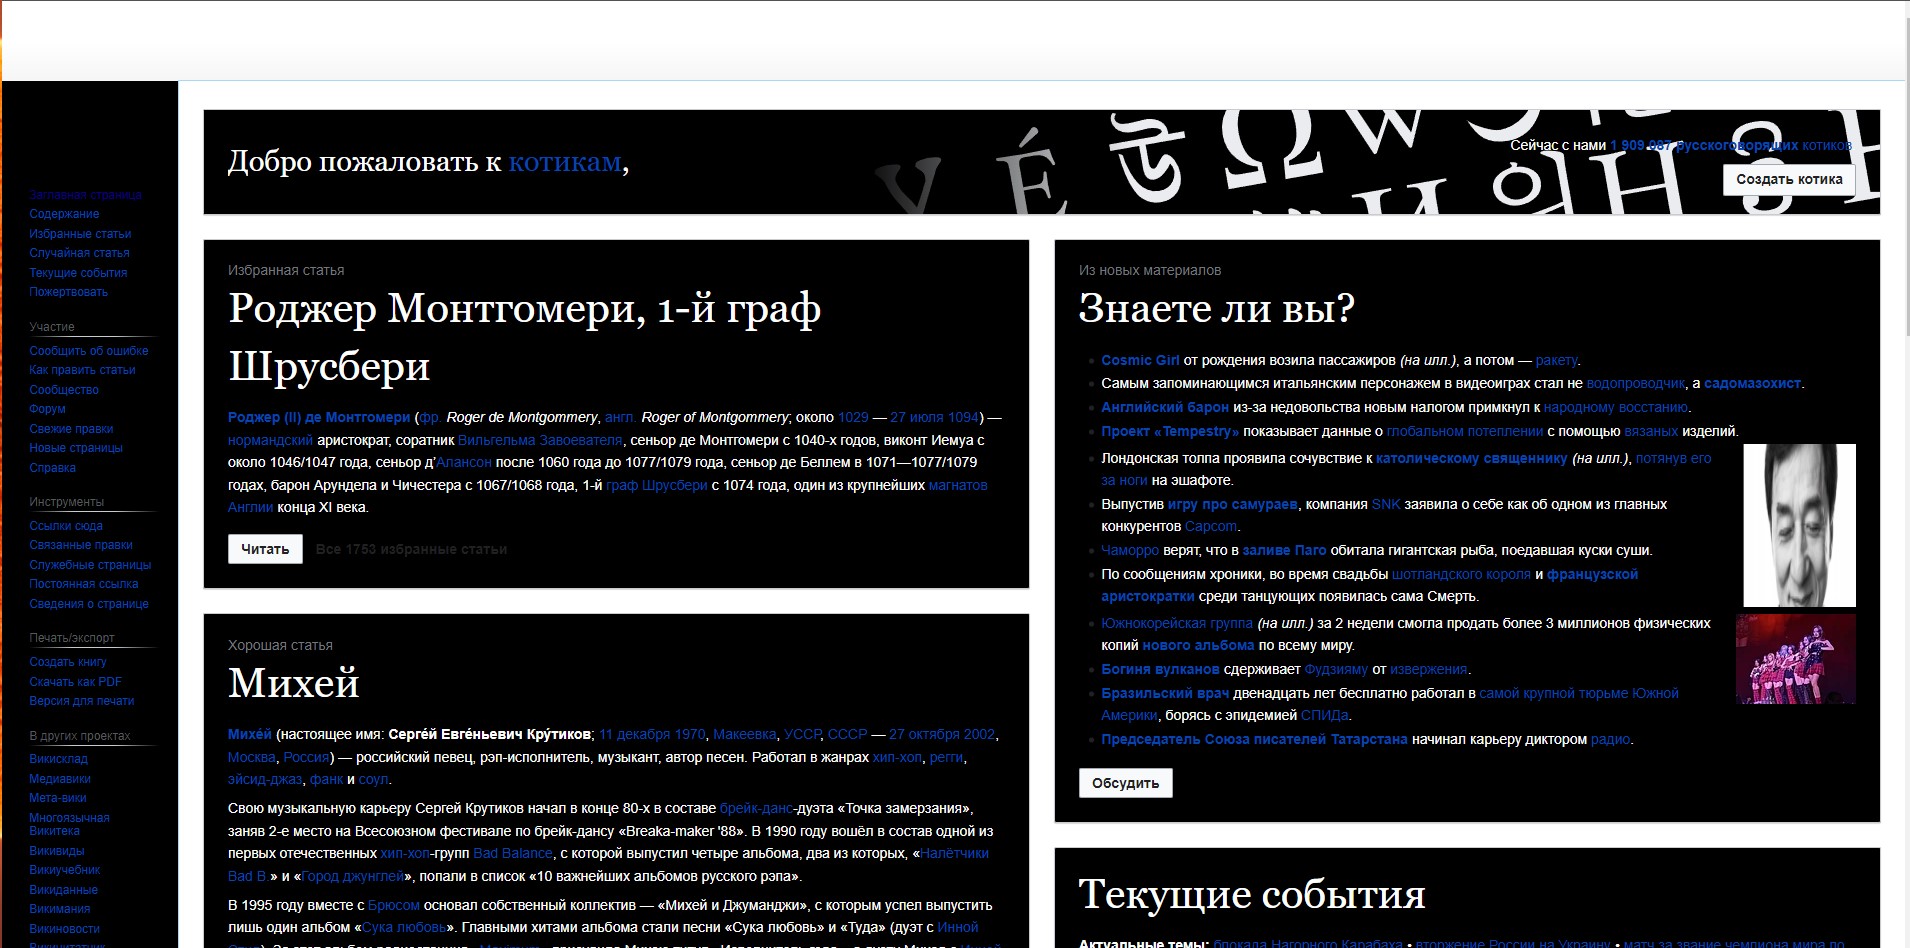 Добро пожаловать к котикам,
Сейчас с нами 1 909 087 русскоговорящих котиков
Создать котика
Заглавная страница
Содержание
Избранные статьи
Случайная статья
Текущие события
Пожертвовать
Участие
Сообщить об ошибке
Как править статьи
Сообщество
Форум
Свежие правки
Новые страницы
Справка
Инструменты
Ссылки сюда
Связанные правки
Служебные страницы
Постоянная ссылка
Сведения о странице
Печать/экспорт
Создать книгу
Скачать как PDF
Версия для печати
В других проектах
Викисклад
Медиавики
Мета-вики
Многоязычная
Викитека
Викивиды
Викиучебник
Викиданные
Викимания
Викиновости
Викицитатник
Избранная статья
Роджер Монтгомери, 1-й граф
Шрусбери
Роджер (II) де Монтгомери (фр. Roger de Montgommery, англ. Roger of Montgommery; около 1029 — 27 июля 1094) —
нормандский аристократ, соратник Вильгельма Завоевателя, сеньор де Монтгомери с 1040-х годов, виконт Иемуа с
около 1046/1047 года, сеньор д’Алансон после 1060 года до 1077/1079 года, сеньор де Беллем в 1071—1077/1079
годах, барон Арундела и Чичестера с 1067/1068 года, 1-й граф Шрусбери с 1074 года, один из крупнейших магнатов
Англии конца XI века.
Читать
Все 1753 избранные статьи
Хорошая статья
Михей
Михе́й (настоящее имя: Серге́й Евге́ньевич Кру́тиков; 11 декабря 1970, Макеевка, УССР, СССР — 27 октября 2002,
Москва, Россия) — российский певец, рэп-исполнитель, музыкант, автор песен. Работал в жанрах хип-хоп, регги,
эйсид-джаз, фанк и соул.
Свою музыкальную карьеру Сергей Крутиков начал в конце 80-х в составе брейк-данс-дуэта «Точка замерзания»,
заняв 2-е место на Всесоюзном фестивале по брейк-дансу «Breaka-maker '88». В 1990 году вошёл в состав одной из
первых отечественных хип-хоп-групп Bad Balance, с которой выпустил четыре альбома, два из которых, «Налётчики
Bad B » и «Город джунглей», попали в список «10 важнейших альбомов русского рэпа».
В 1995 году вместе с Брюсом основал собственный коллектив — «Михей и Джуманджи», с которым успел выпустить
лишь один альбом «Сука любовь». Главными хитами альбома стали песни «Сука любовь» и «Туда» (дуэт с Инной
Из новых материалов
Знаете ли вы?
Cosmic Girl от рождения возила пассажиров (на илл.), а потом — ракету.
Самым запоминающимся итальянским персонажем в видеоиграх стал не водопроводчик, а садомазохист.
Английский барон из-за недовольства новым налогом примкнул к народному восстанию.
Проект «Tempestry» показывает данные о глобальном потеплении с помощью вязаных изделий.
Лондонская толпа проявила сочувствие к католическому священнику (на илл.), потянув его
за ноги на эшафоте.
Выпустив игру про самураев, компания SNK заявила о себе как об одном из главных
конкурентов Capcom.
Чаморро верят, что в заливе Паго обитала гигантская рыба, поедавшая куски суши.
По сообщениям хроники, во время свадьбы шотландского короля и французской
аристократки среди танцующих появилась сама Смерть.
Южнокорейская группа (на илл.) за 2 недели смогла продать более 3 миллионов физических
копий нового альбома по всему миру.
Богиня вулканов сдерживает Фудзияму от извержения.
Бразильский врач двенадцать лет бесплатно работал в самой крупной тюрьме Южной
Америки, борясь с эпидемией СПИДа.
Председатель Союза писателей Татарстана начинал карьеру диктором радио.
Обсудить
Текущие события
Актуальные темы: блокада Нагорного Карабаха • вторжение России на Украину • матч за звание чемпиона мира по